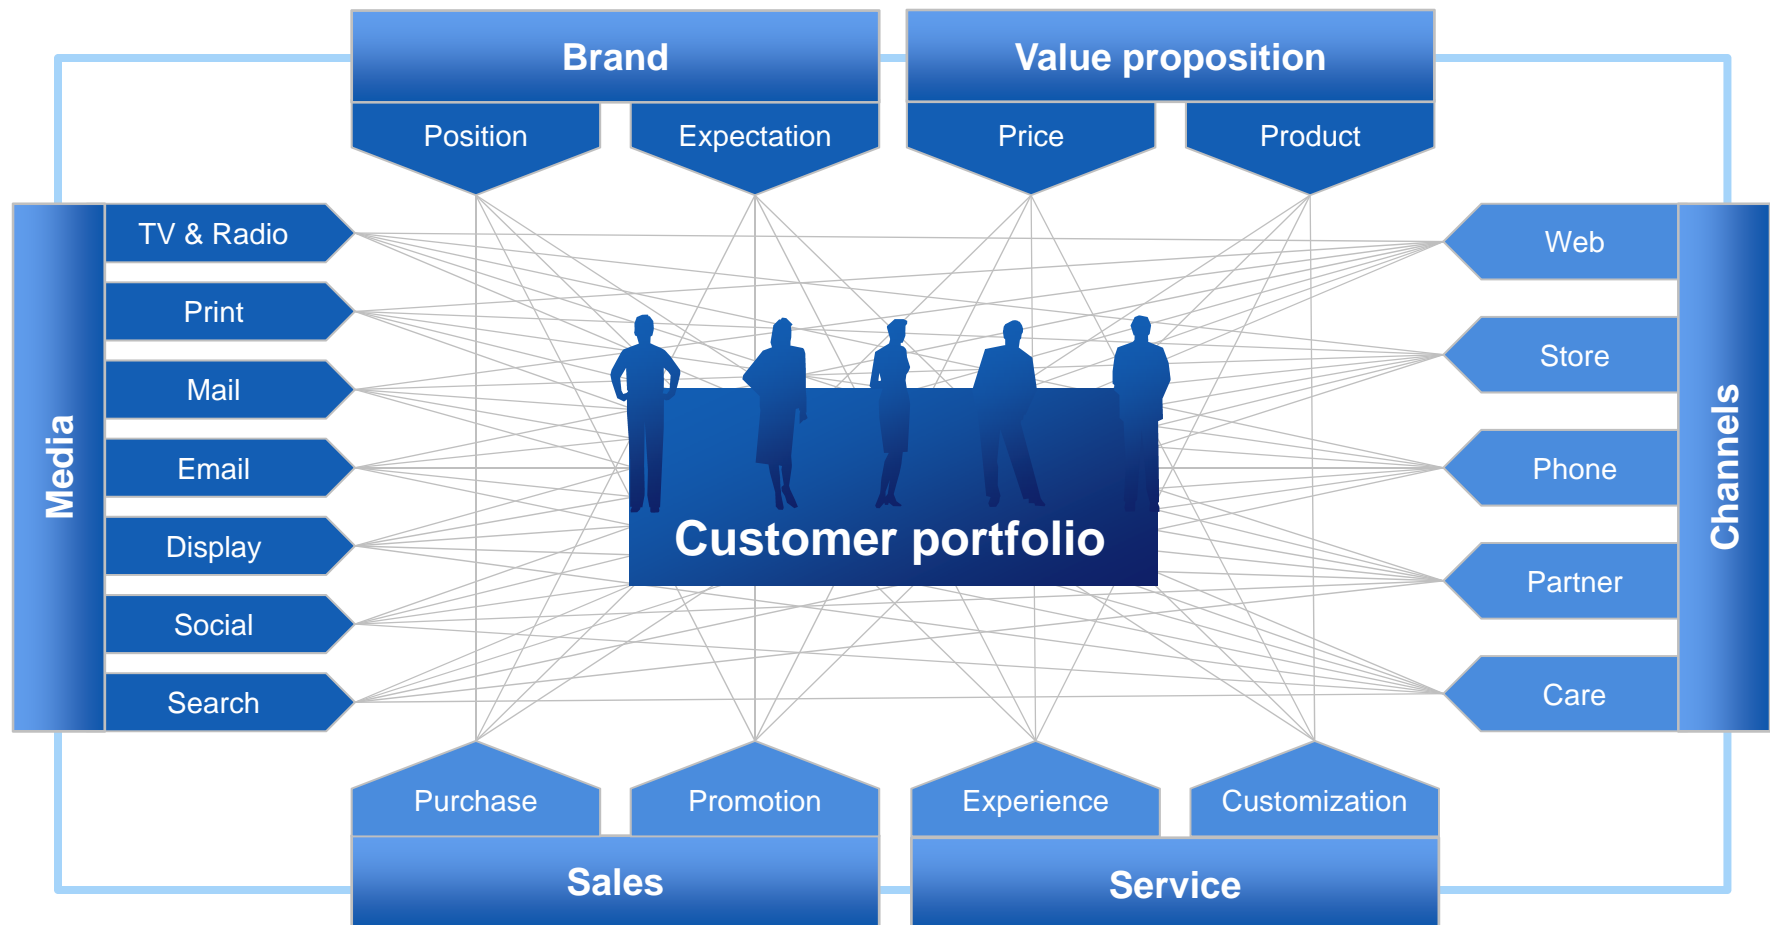 Brand
Value proposition
Position
Expectation
Price
Product
Media
TV & Radio
Print
Mail
Email
Display
Social
Search
Customer portfolio
Web
Store
Phone
Partner
Care
Channels
Purchase
Promotion
Experience
Customization
Sales
Service